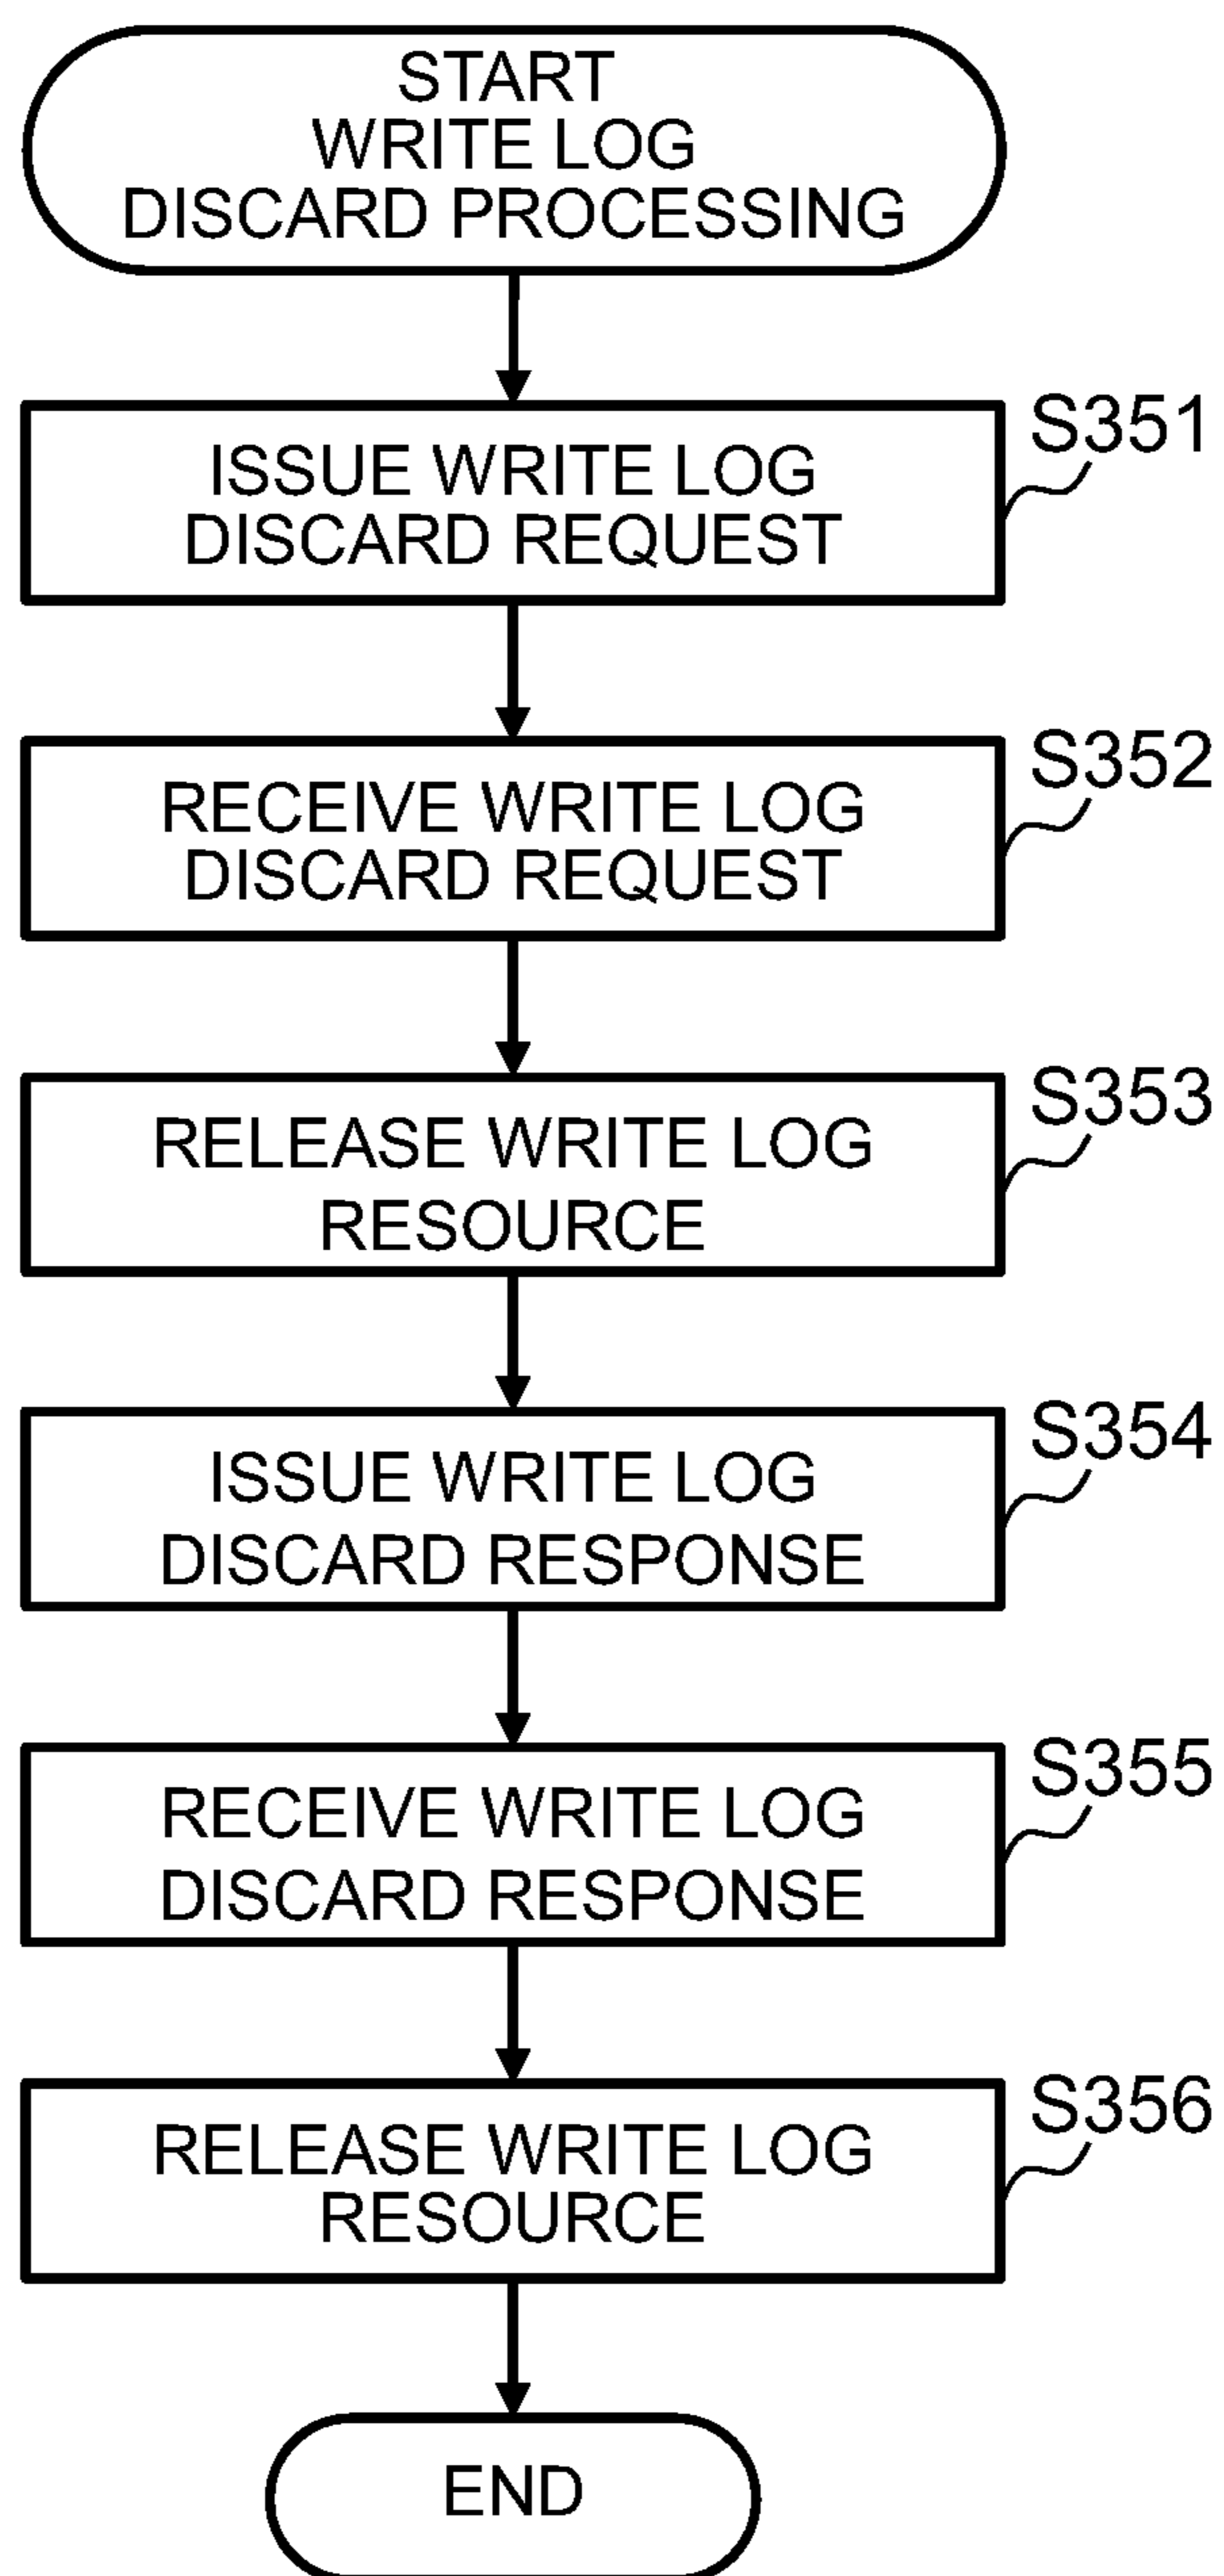 START
WRITE LOG
DISCARD PROCESSING
S351
ISSUE WRITE LOG
DISCARD REQUEST
S352
RECEIVE WRITE LOG
DISCARD REQUEST
S353
RELEASE WRITE LOG
RESOURCE
S354
ISSUE WRITE LOG
DISCARD RESPONSE
S355
RECEIVE WRITE LOG
DISCARD RESPONSE
S356
RELEASE WRITE LOG
RESOURCE
END